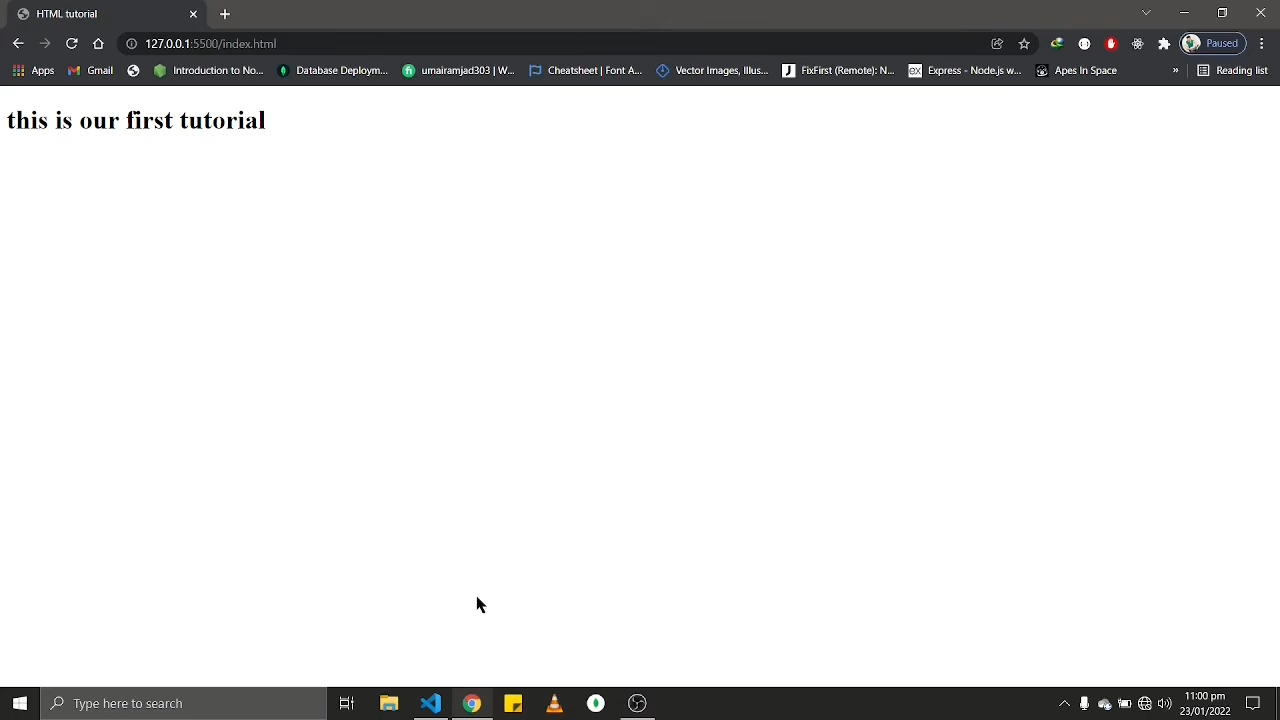 HTML tutorial
127.0.0.1:5500/index.html
Paused
Apps
Gmail
Introduction to No...
Database Deploym...
umairamjad303 | W...
Cheatsheet | Font A...
Vector Images, Illus...
FixFirst (Remote): N...
Express - Node.js w...
Apes In Space
»
Reading list
this is our first tutorial
Type here to search
11:00 pm
23/01/2022